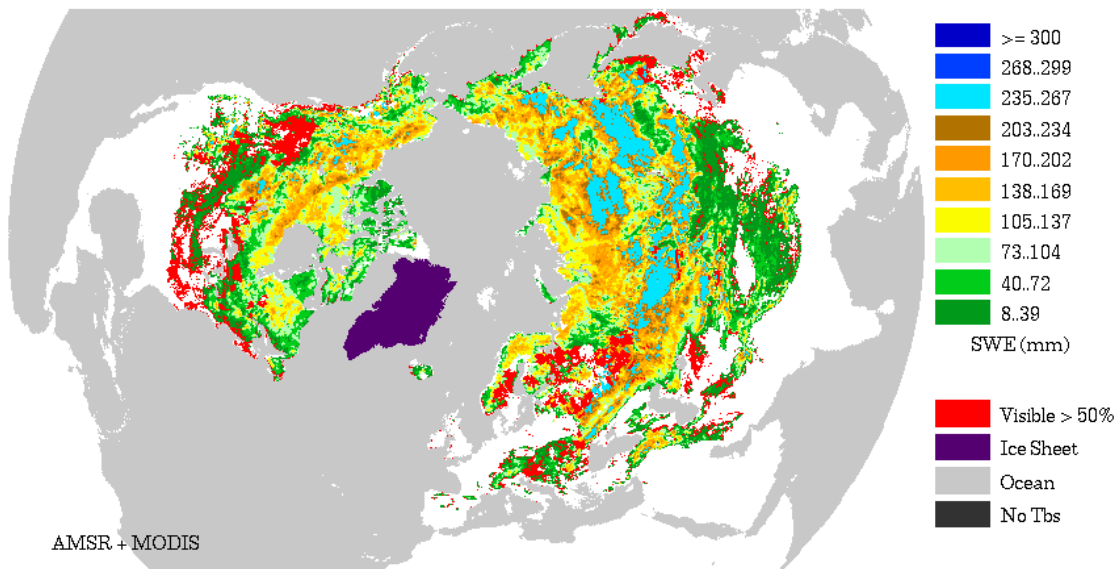 >= 300
268..299
235..267
203..234
170..202
138..169
105..137
73..104
40..72
8..39
SWE (mm)
Visible > 50%
Ice Sheet
Ocean
No Tbs
AMSR + MODIS